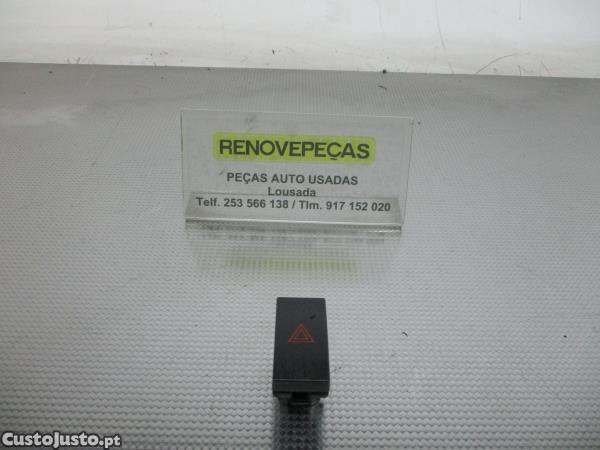 RENOVEPEÇAS
PEÇAS AUTO USADAS
Lousada
Telf. 253 566 138 / Tlm. 917 152 020
CustoJusto.pt